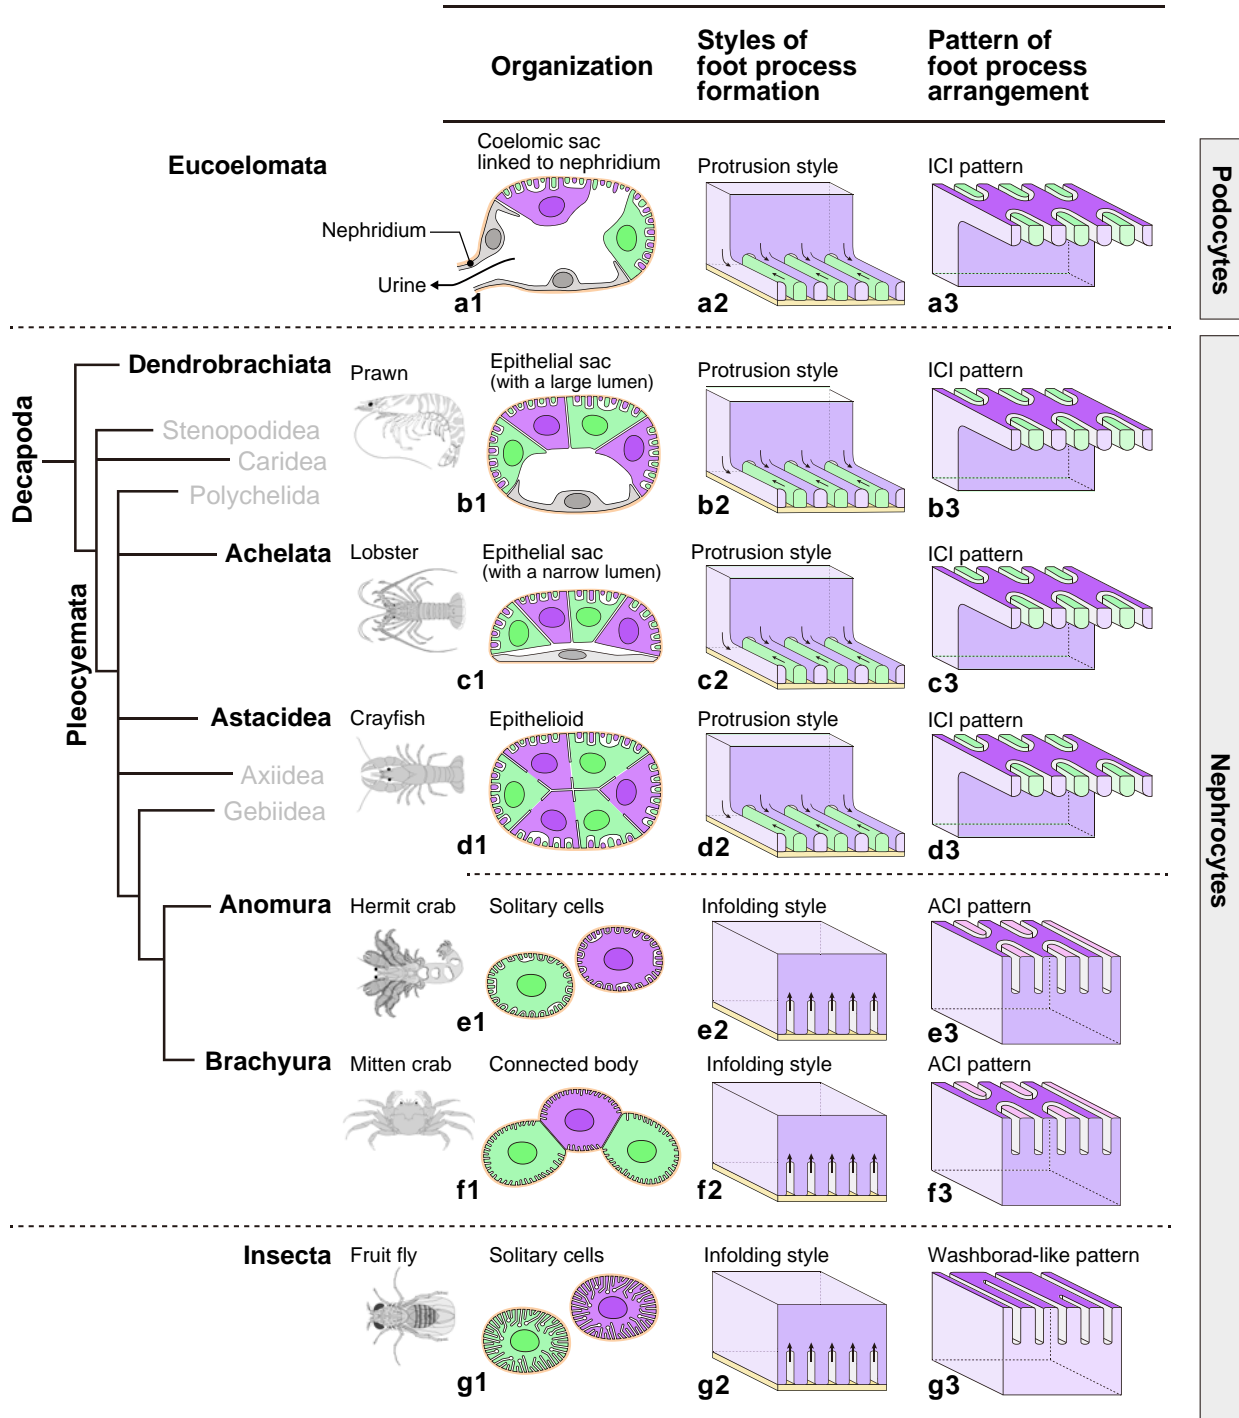 Organization
Styles of
foot process
formation
Pattern of
foot process
arrangement
Eucoelomata
Coelomic sac
linked to nephridium
Protrusion style
ICI pattern
Nephridium
Urine
a1
a2
a3
Podocytes
Decapoda
Pleocyemata
Dendrobrachiata
Stenopodidea
Caridea
Polychelida
Prawn
Epithelial sac
(with a large lumen)
Protrusion style
ICI pattern
b1
b2
b3
Achelata
Lobster
Epithelial sac
(with a narrow lumen)
Protrusion style
ICI pattern
c1
c2
c3
Astacidea
Axiidea
Gebiidea
Crayfish
Epithelioid
Protrusion style
ICI pattern
d1
d2
d3
Nephrocytes
Anomura
Hermit crab
Solitary cells
Infolding style
ACI pattern
e1
e2
e3
Brachyura
Mitten crab
Connected body
Infolding style
ACI pattern
f1
f2
f3
Insecta
Fruit fly
Solitary cells
Infolding style
Washborad-like pattern
g1
g2
g3